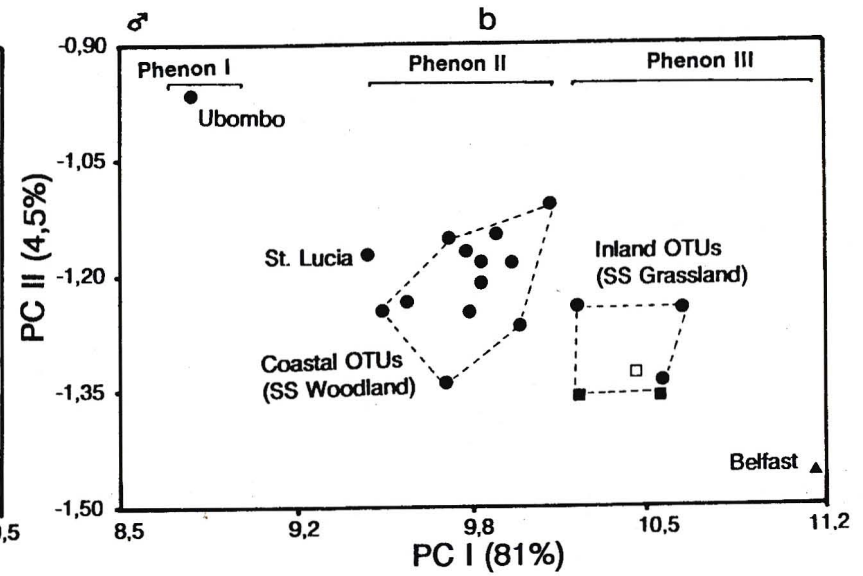 ♂ b
-0,90
Phenon I Phenon II Phenon III
Ubombo
-1,05
St. Lucia
Inland OTUs
(SS Grassland)
-1,20
PC II (4,5%)
Coastal OTUs
(SS Woodland)
-1,35
Belfast
-1,50
,5 8,5 9,2 9,8 10,5 11,2
PC I (81%)